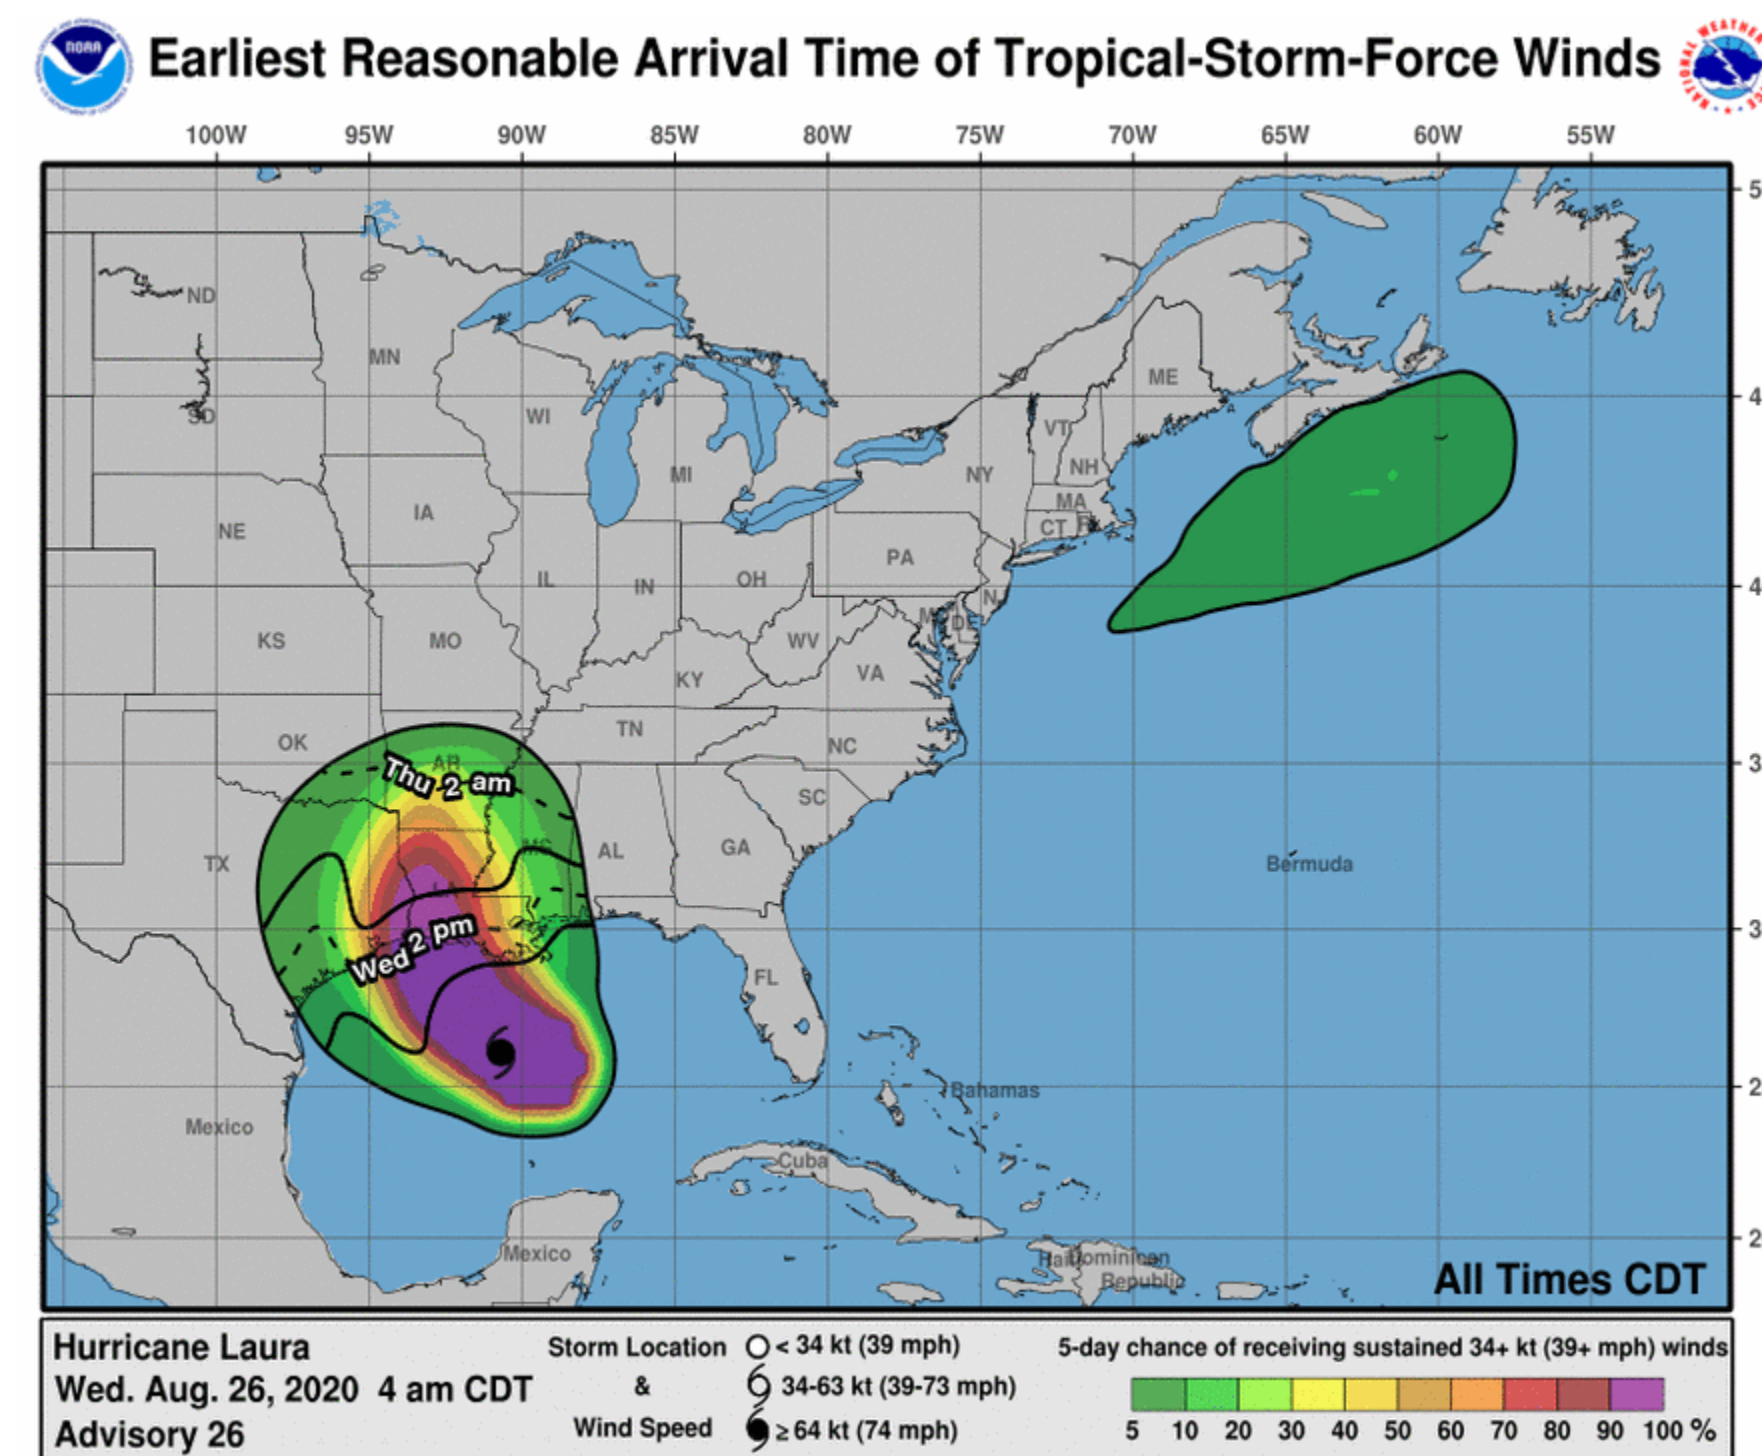 NOAA
Earliest Reasonable Arrival Time of Tropical-Storm-Force Winds
100W 95W 90W 85W 80W 75W 70W 65W 60W 55W
ND
MN
SD
WI
MI
ME
VT
NH
NY
MA
CT
NE
IA
PA
IL
IN
OH
DE
KS
MO
WV
VA
KY
OK
TN
NC
AR
Thu 2 am
SC
TX
MS
AL
GA
Bermuda
LA
Wed 2 pm
FL
Bahamas
Mexico
Cuba
Mexico
Haiti
Dominican
Republic
All Times CDT
Hurricane Laura
Wed. Aug. 26, 2020 4 am CDT
Advisory 26
Storm Location
&
Wind Speed
< 34 kt (39 mph)
34-63 kt (39-73 mph)
≥ 64 kt (74 mph)
5-day chance of receiving sustained 34+ kt (39+ mph) winds
5 10 20 30 40 50 60 70 80 90 100 %